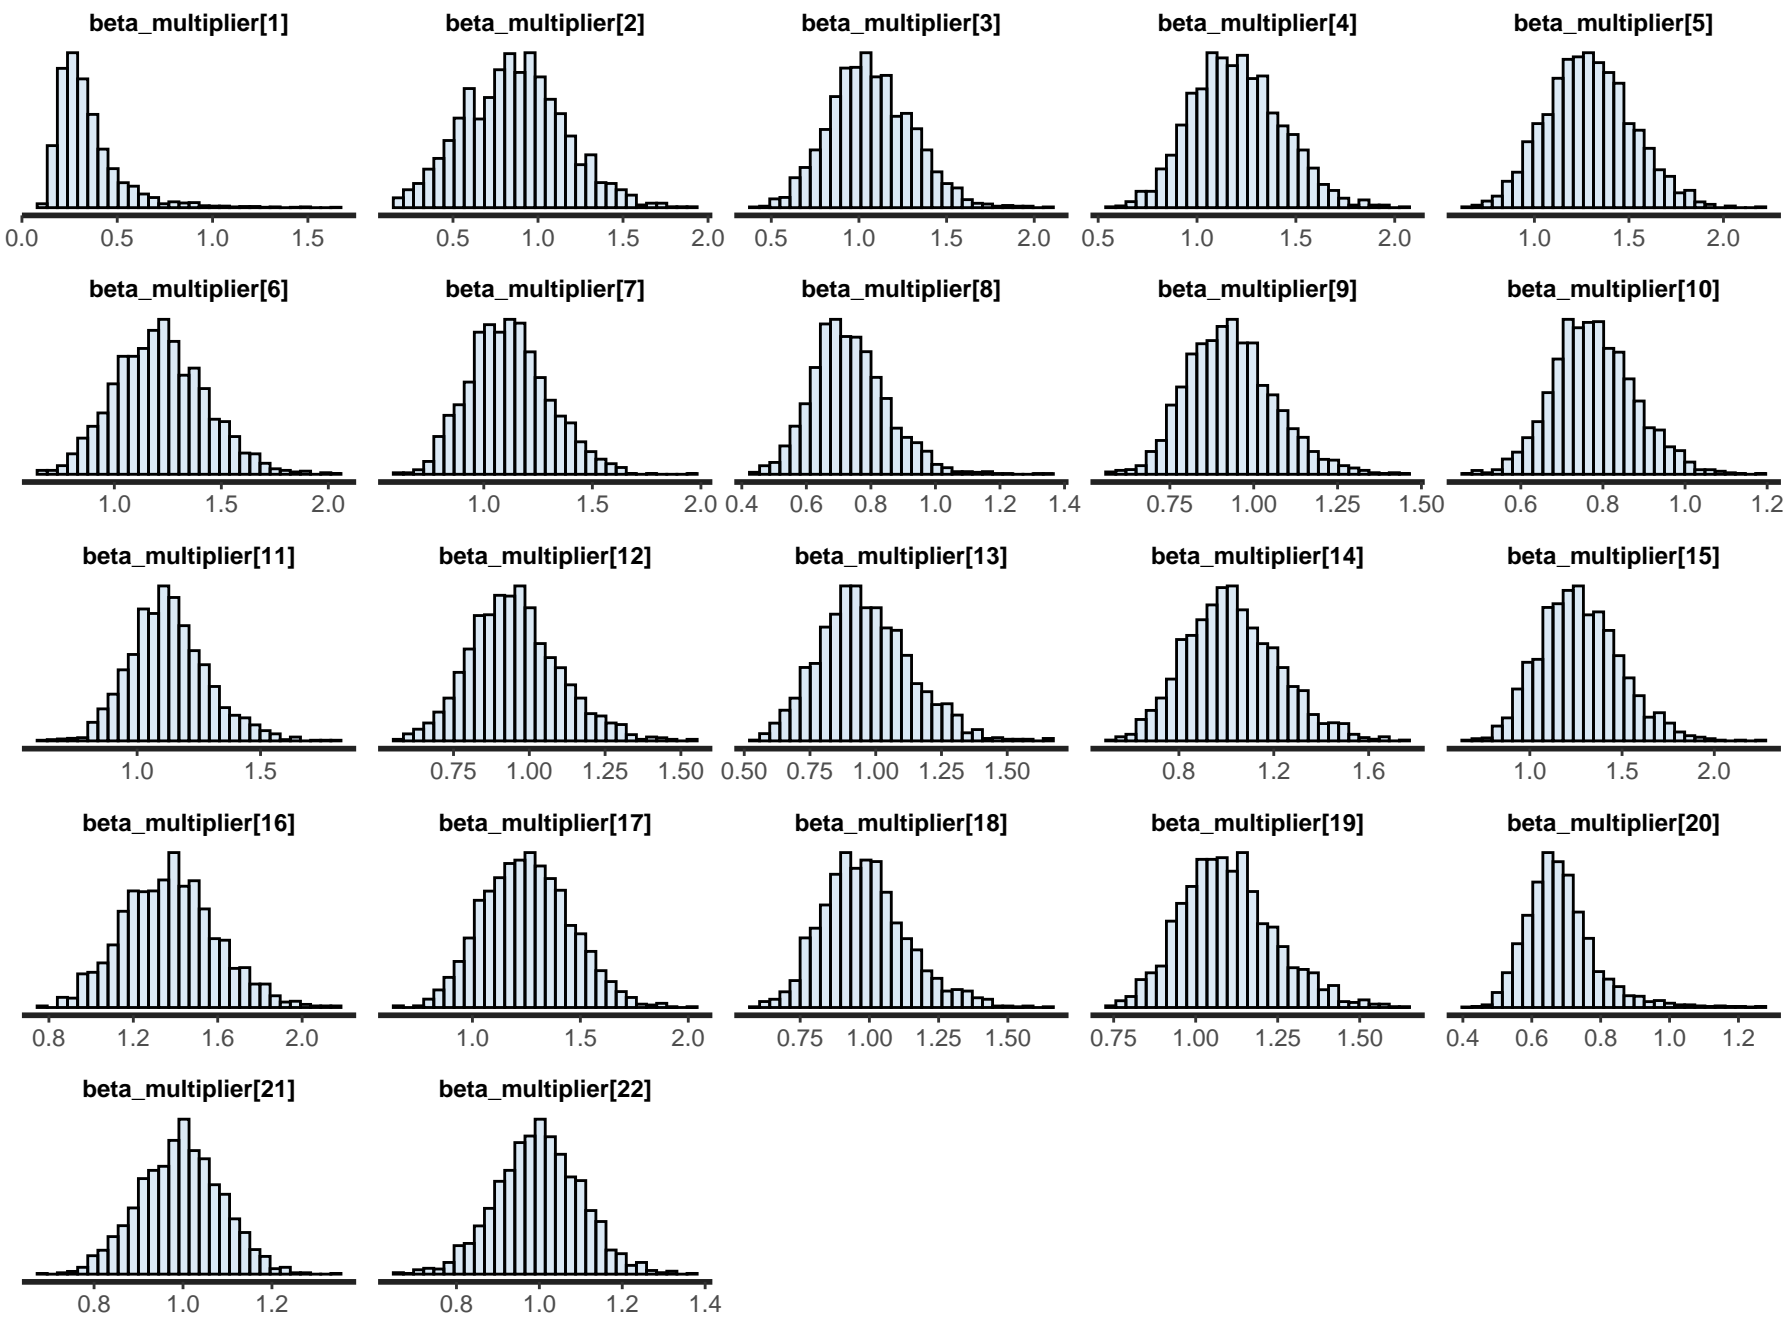 beta_multiplier[1] beta_multiplier[2] beta_multiplier[3] beta_multiplier[4] beta_multiplier[5]
0.0 0.5 1.0 1.5 0.5 1.0 1.5 2.0 0.5 1.0 1.5 2.0 0.5 1.0 1.5 2.0 1.0 1.5 2.0
beta_multiplier[6] beta_multiplier[7] beta_multiplier[8] beta_multiplier[9] beta_multiplier[10]
1.0 1.5 2.0 1.0 1.5 2.0 0.4 0.6 0.8 1.0 1.2 1.4 0.75 1.00 1.25 1.50 0.6 0.8 1.0 1.2
beta_multiplier[11] beta_multiplier[12] beta_multiplier[13] beta_multiplier[14] beta_multiplier[15]
1.0 1.5 0.75 1.00 1.25 1.50 0.50 0.75 1.00 1.25 1.50 0.8 1.2 1.6 1.0 1.5 2.0
beta_multiplier[16] beta_multiplier[17] beta_multiplier[18] beta_multiplier[19] beta_multiplier[20]
0.8 1.2 1.6 2.0 1.0 1.5 2.0 0.75 1.00 1.25 1.50 0.75 1.00 1.25 1.50 0.4 0.6 0.8 1.0 1.2
beta_multiplier[21] beta_multiplier[22]
0.8 1.0 1.2 0.8 1.0 1.2 1.4